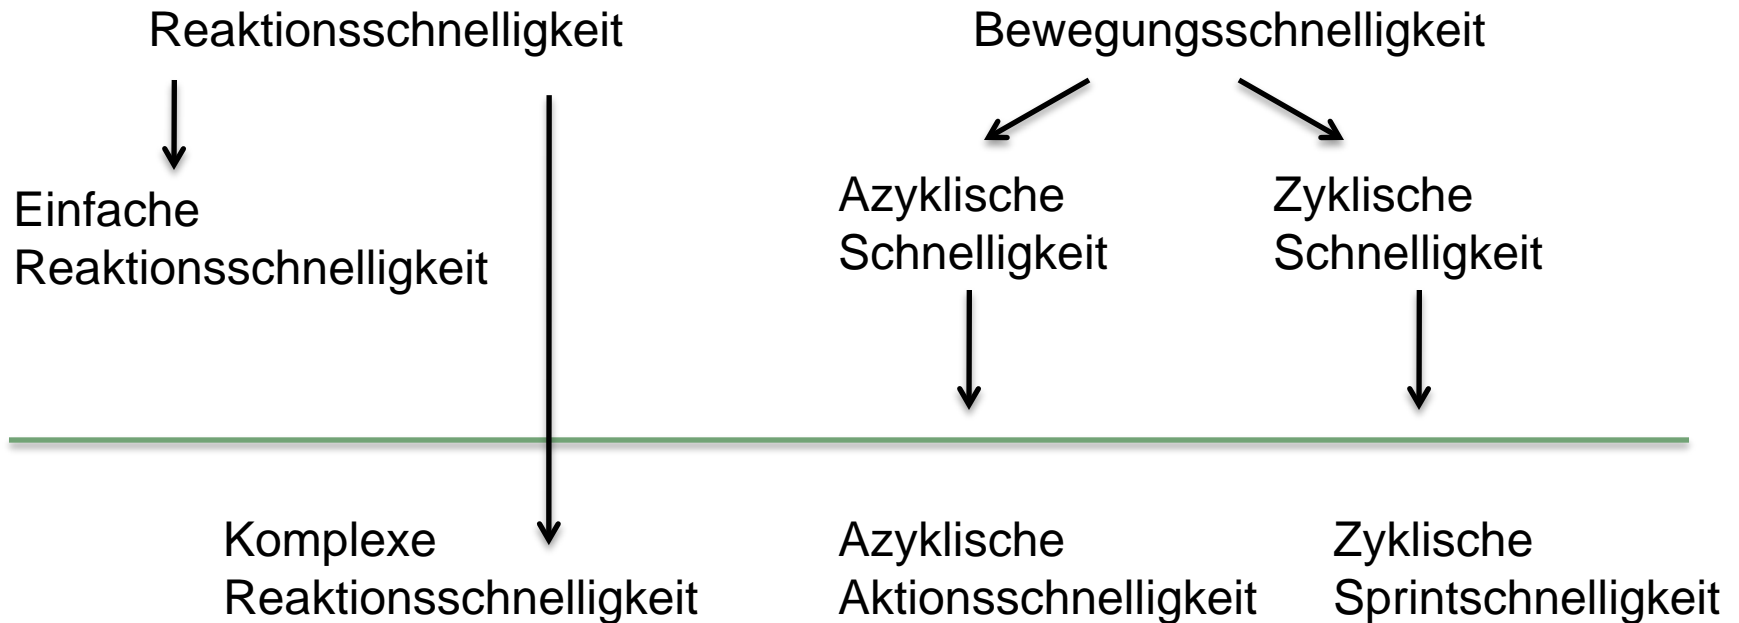 Reaktionsschnelligkeit
Bewegungsschnelligkeit
Einfache
Reaktionsschnelligkeit
Azyklische
Schnelligkeit
Zyklische
Schnelligkeit
Komplexe
Reaktionsschnelligkeit
Azyklische
Aktionsschnelligkeit
Zyklische
Sprintschnelligkeit